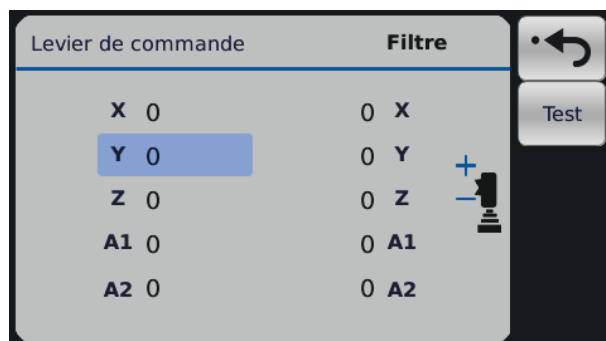 Levier de commande Filtre
X 0 0 X
Y 0 0 Y
Z 0 0 Z
A1 0 0 A1
A2 0 0 A2
+
−
Test